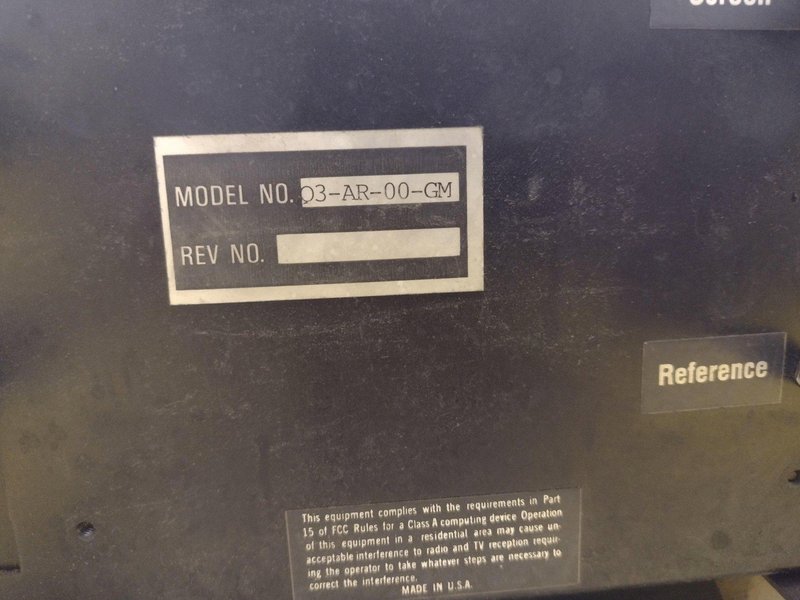 Screen
MODEL NO. Q3-AR-00-GM
REV NO.
Reference
This equipment complies with the requirements in Part
15 of FCC Rules for a Class A computing device Operation
of this equipment in a residential area may cause un-
acceptable interference to radio and TV reception requir-
ing the operator to take whatever steps are necessary to
correct the interference.
MADE IN U.S.A.